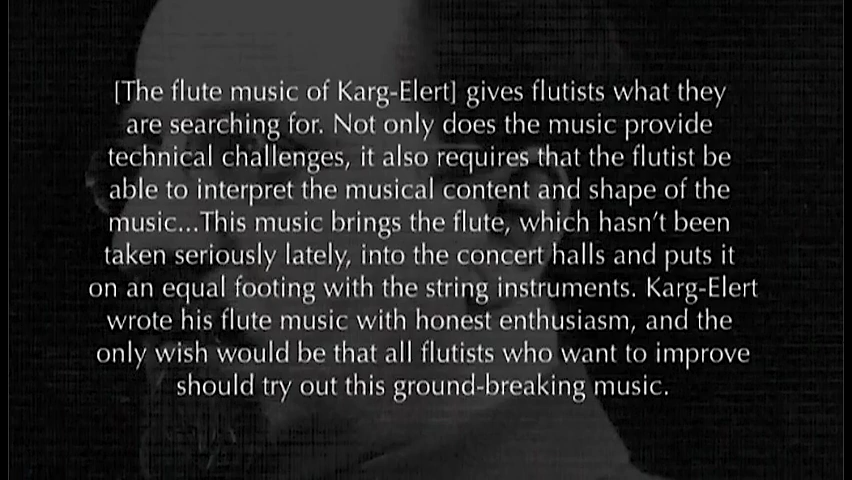 [The flute music of Karg-Elert] gives flutists what they
are searching for. Not only does the music provide
technical challenges, it also requires that the flutist be
able to interpret the musical content and shape of the
music...This music brings the flute, which hasn't been
taken seriously lately, into the concert halls and puts it
on an equal footing with the string instruments. Karg-Elert
wrote his flute music with honest enthusiasm, and the
only wish would be that all flutists who want to improve
should try out this ground-breaking music.